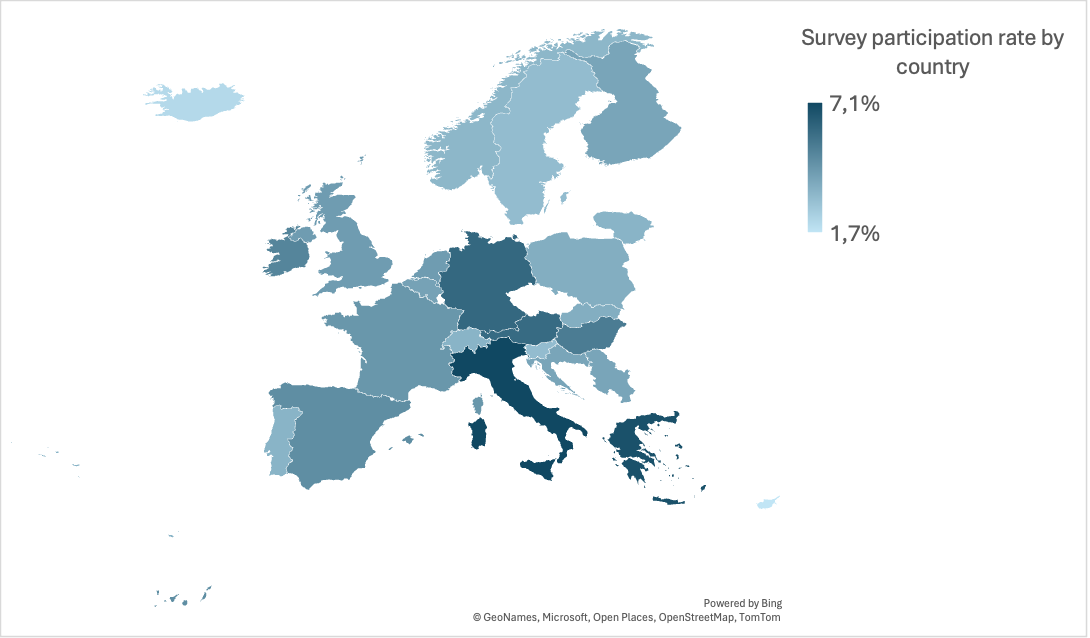 Survey participation rate by
country
7,1%
1,7%
Powered by Bing
© GeoNames, Microsoft, Open Places, OpenStreetMap, TomTom